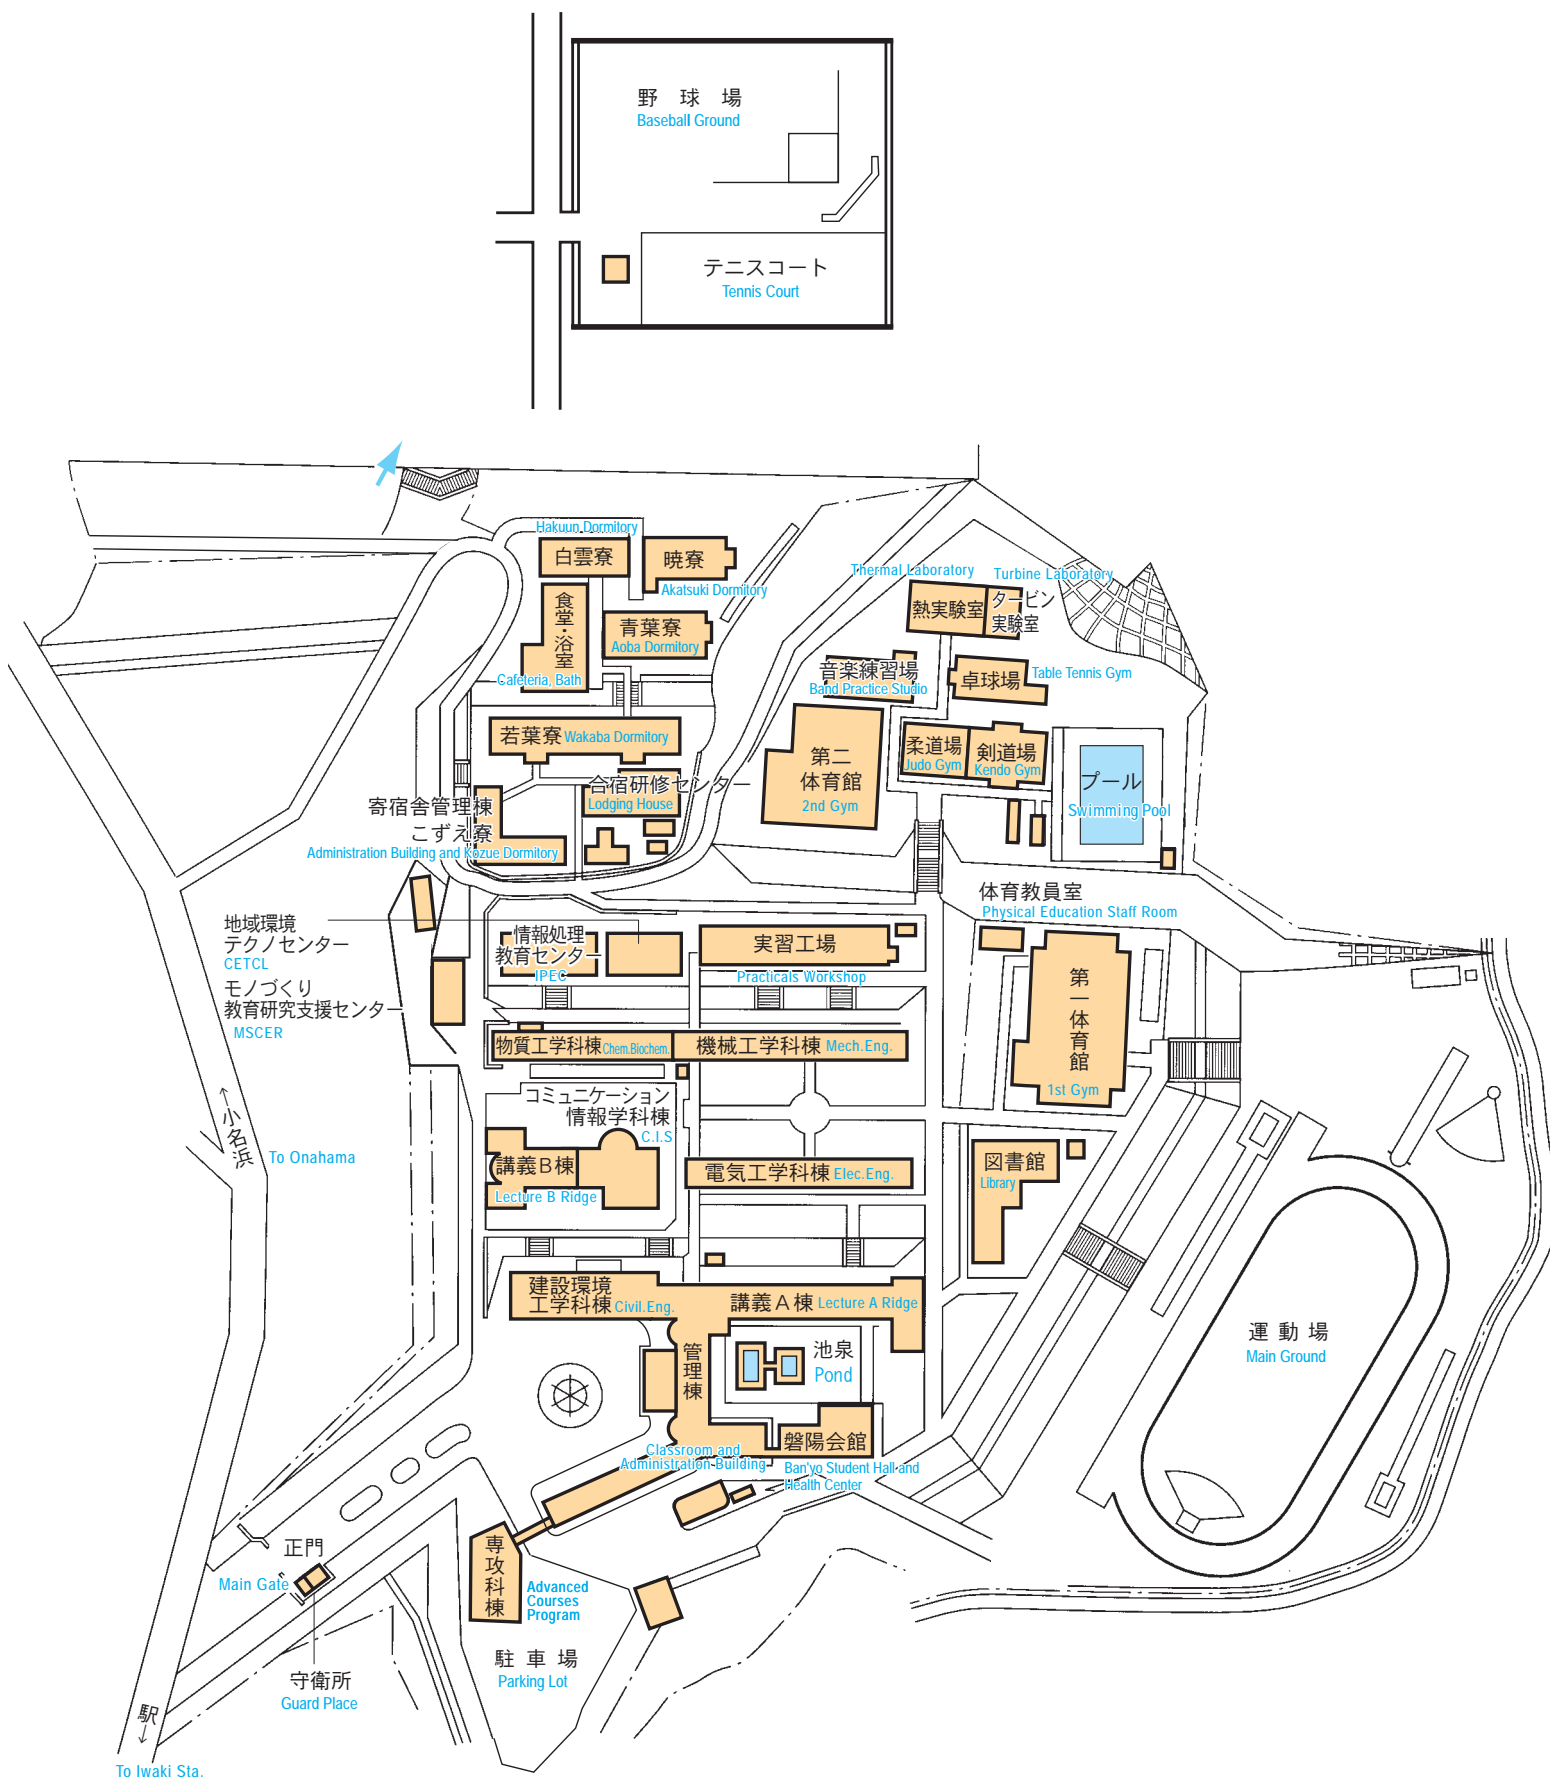 野球場
Baseball Ground
テニスコート
Tennis Court
Hakuun Dormitory
白雲寮
暁寮
Akatsuki Dormitory
食堂・浴室
Cafeteria, Bath
青葉寮
Aoba Dormitory
Thermal Laboratory
Turbine Laboratory
熱実験室
タービン
実験室
音楽練習場
Band Practice Studio
卓球場
Table Tennis Gym
若葉寮
Wakaba Dormitory
第二
体育館
2nd Gym
柔道場
Judo Gym
剣道場
Kendo Gym
プール
Swimming Pool
合宿研修センター
Lodging House
寄宿舎管理棟
こずえ寮
Administration Building and Kozue Dormitory
体育教員室
Physical Education Staff Room
地域環境
テクノセンター
CETCL
モノづくり
教育研究支援センター
MSCER
情報処理
教育センター
IPEC
実習工場
Practicals Workshop
第一体育館
1st Gym
物質工学科棟
Chem.Biochem.
機械工学科棟
Mech.Eng.
コミュニケーション
情報学科棟
C.I.S
講義B棟
Lecture B Ridge
電気工学科棟
Elec.Eng.
図書館
Library
←小名浜
To Onahama
建設環境
工学科棟
Civil.Eng.
講義A棟
Lecture A Ridge
管理棟
池泉
Pond
運動場
Main Ground
磐陽会館
Classroom and
Administration Building
Ban'yo Student Hall and
Health Center
正門
Main Gate
専攻科棟
Advanced
Courses
Program
守衛所
Guard Place
駐車場
Parking Lot
駅→
To Iwaki Sta.